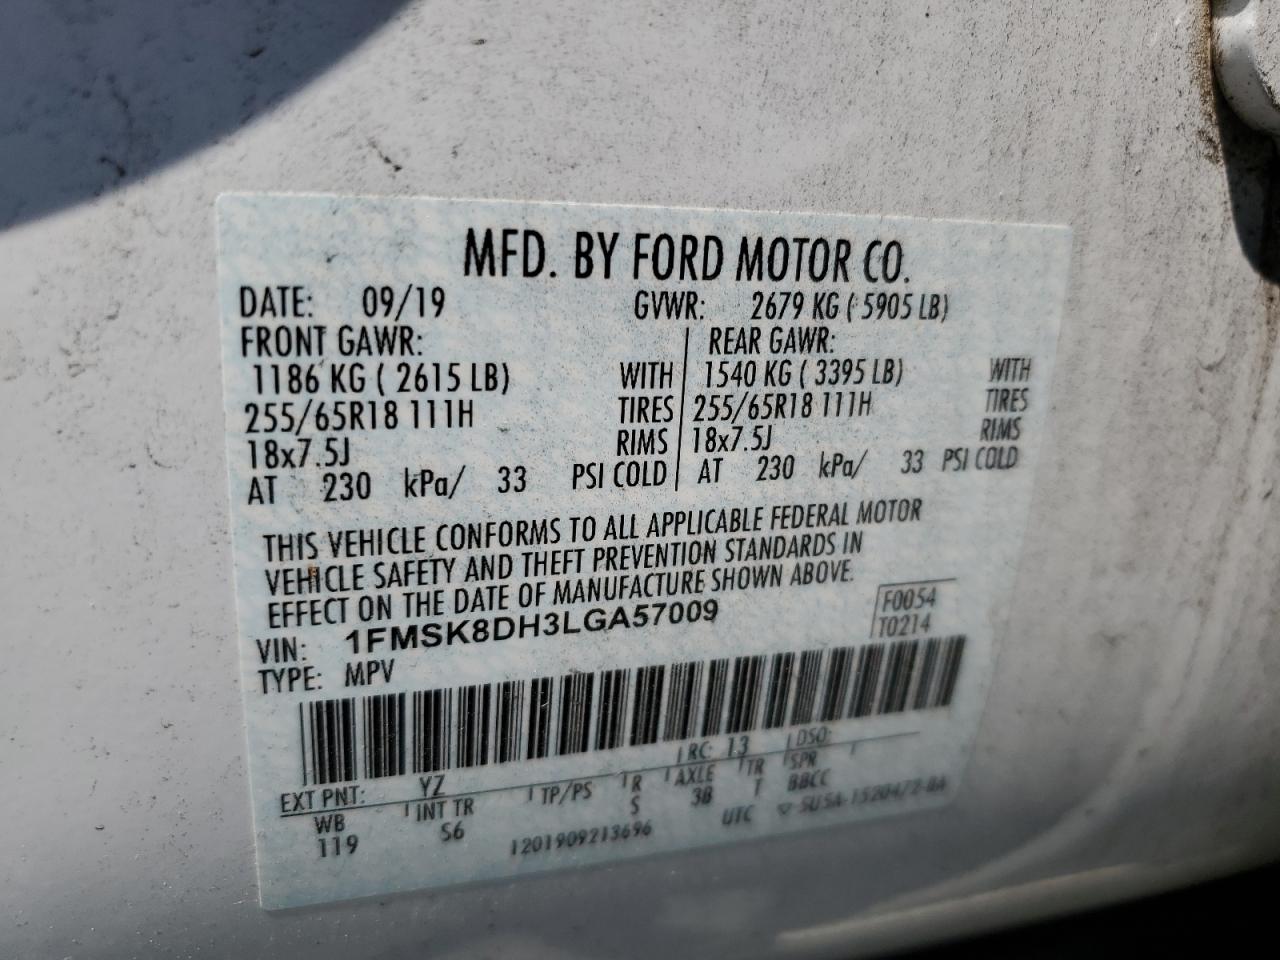 MFD. BY FORD MOTOR CO.
DATE: 09/19 GVWR: 2679 KG ( 5905 LB)
FRONT GAWR: REAR GAWR:
1186 KG ( 2615 LB) WITH 1540 KG ( 3395 LB) WITH
255/65R18 111H TIRES 255/65R18 111H TIRES
18x7.5J RIMS 18x7.5J RIMS
AT 230 kPa/ 33 PSI COLD AT 230 kPa/ 33 PSI COLD
THIS VEHICLE CONFORMS TO ALL APPLICABLE FEDERAL MOTOR
VEHICLE SAFETY AND THEFT PREVENTION STANDARDS IN
EFFECT ON THE DATE OF MANUFACTURE SHOWN ABOVE.
VIN: 1FMSK8DH3LGA57009 F0054
TYPE: MPV T0214
EXT PNT: YZ RC: 13 DSO:
WB INT TR TP/PS R AXLE TR SPR
119 S6 S 3B T BBCC
1201909213696 UTC